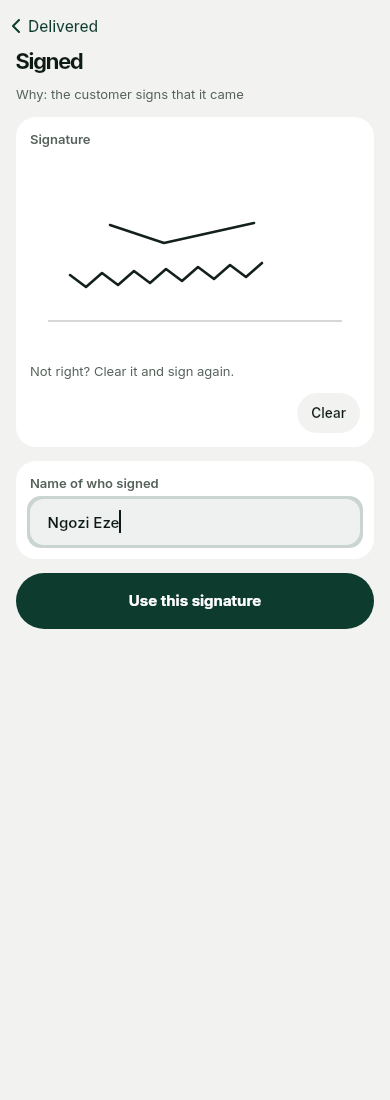 Delivered
Signed
Why: the customer signs that it came
Signature
Not right? Clear it and sign again.
Clear
Name of who signed
Ngozi Eze
Use this signature